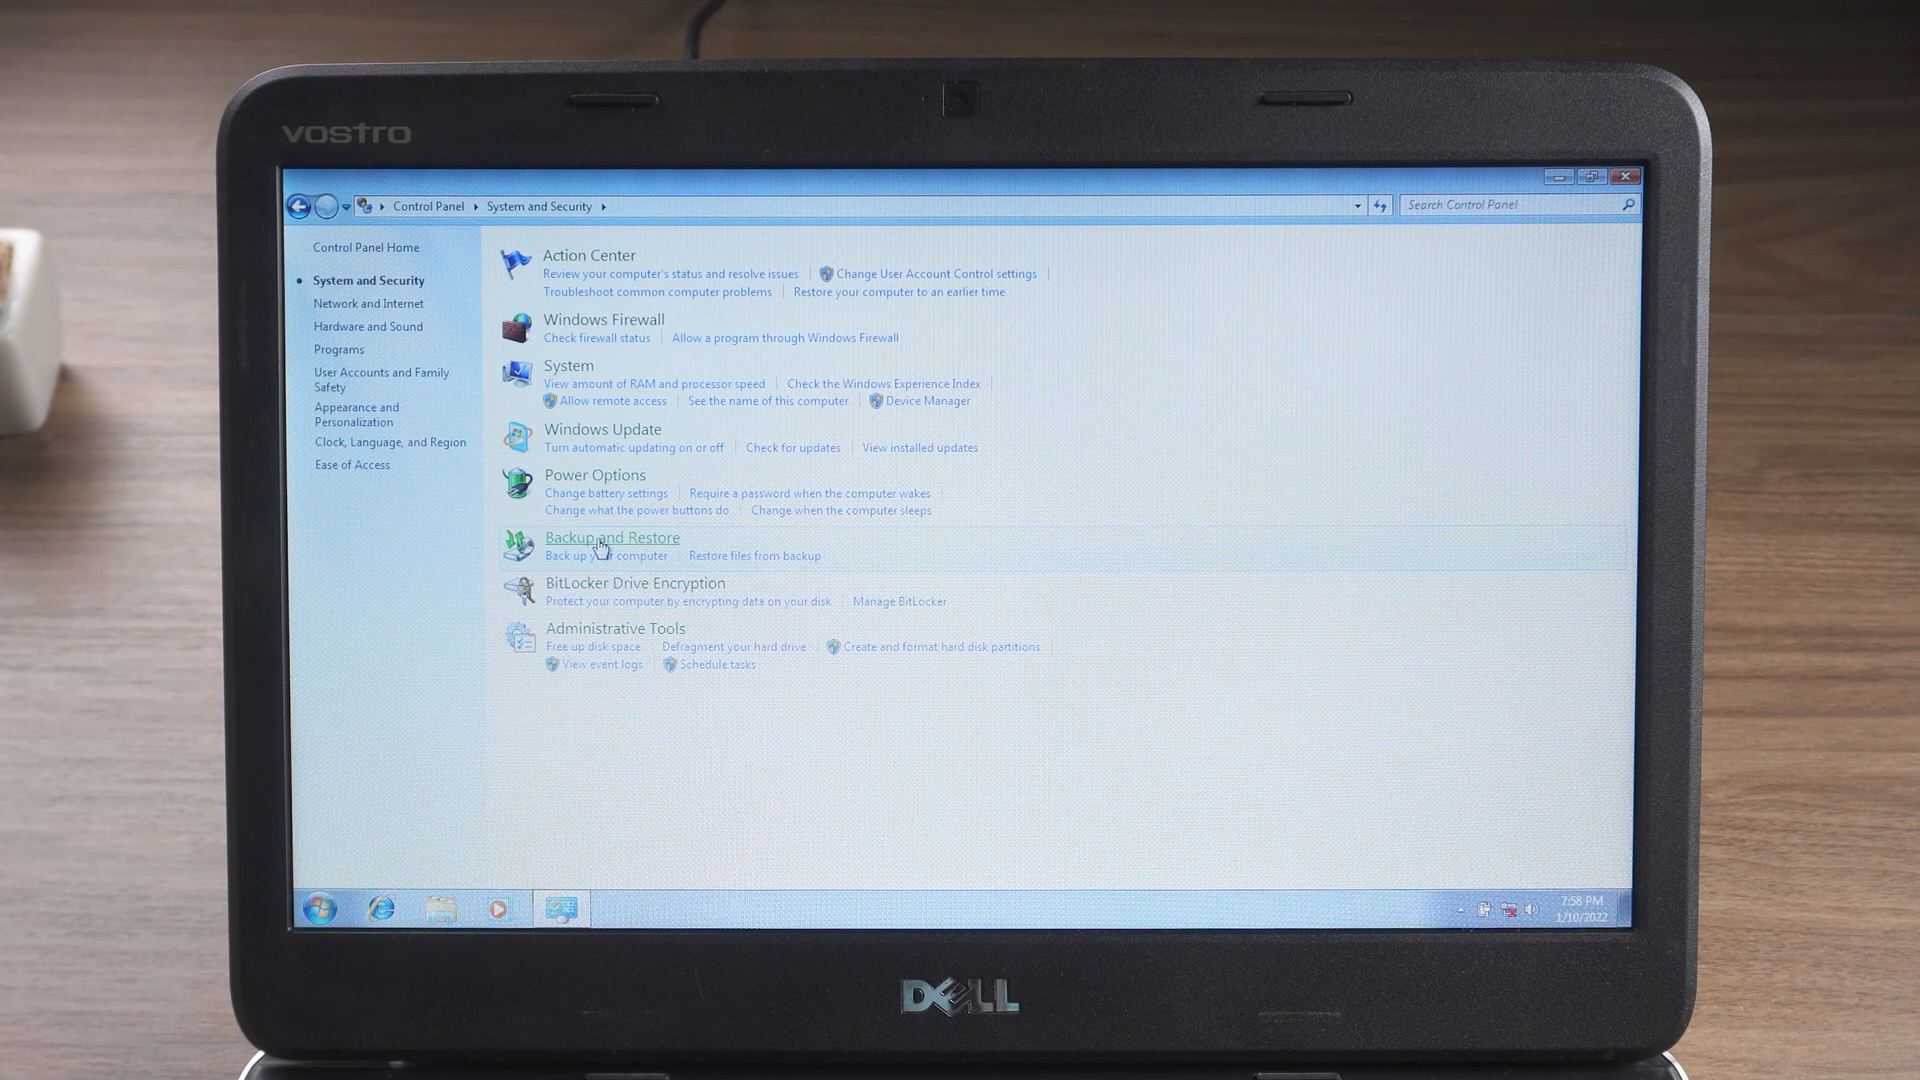 vostro
Control Panel System and Security
Search Control Panel
Control Panel Home
System and Security
Network and Internet
Hardware and Sound
Programs
User Accounts and Family
Safety
Appearance and
Personalization
Clock, Language, and Region
Ease of Access
Action Center
Review your computer's status and resolve issues Change User Account Control settings
Troubleshoot common computer problems Restore your computer to an earlier time
Windows Firewall
Check firewall status Allow a program through Windows Firewall
System
View amount of RAM and processor speed Check the Windows Experience Index
Allow remote access See the name of this computer Device Manager
Windows Update
Turn automatic updating on or off Check for updates View installed updates
Power Options
Change battery settings Require a password when the computer wakes
Change what the power buttons do Change when the computer sleeps
Backup and Restore
Back up your computer Restore files from backup
BitLocker Drive Encryption
Protect your computer by encrypting data on your disk Manage BitLocker
Administrative Tools
Free up disk space Defragment your hard drive Create and format hard disk partitions
View event logs Schedule tasks
7:58 PM
1/10/2022
DELL